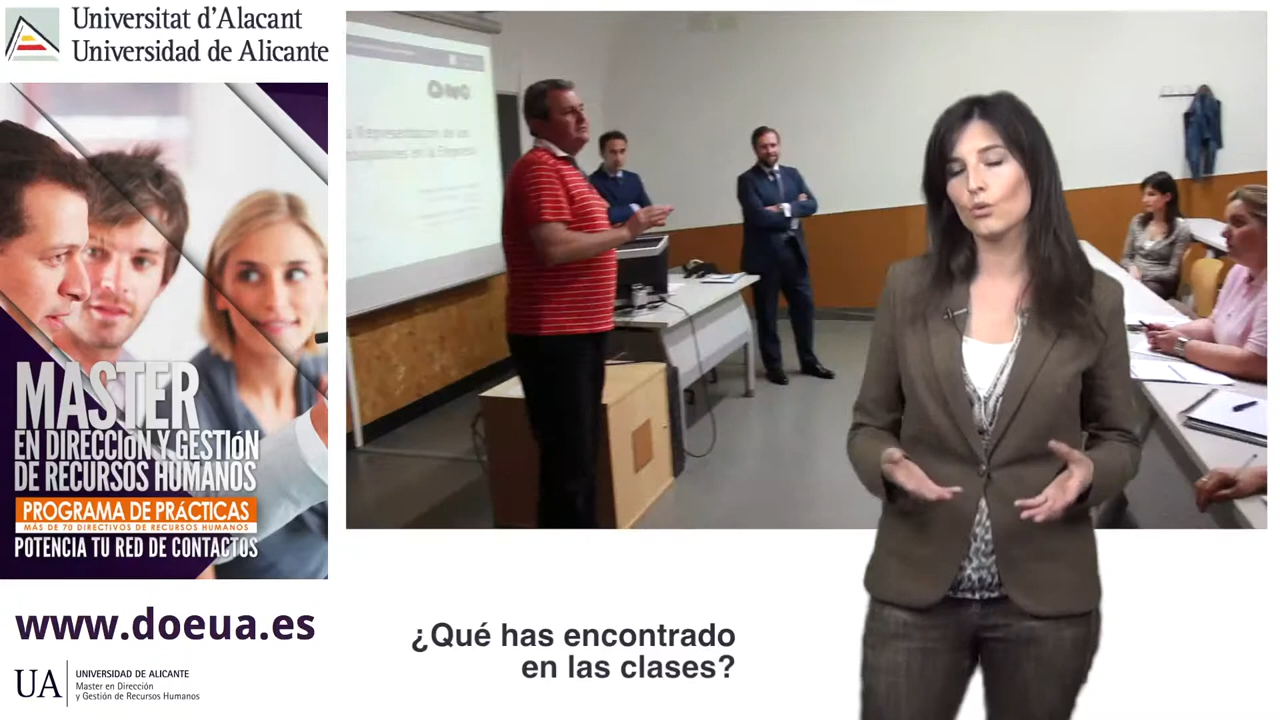 Universitat d'Alacant
Universidad de Alicante
MASTER
EN DIRECCIÓN Y GESTIÓN
DE RECURSOS HUMANOS
PROGRAMA DE PRÁCTICAS
MÁS DE 70 DIRECTIVOS DE RECURSOS HUMANOS
POTENCIA TU RED DE CONTACTOS
www.doeua.es
UA
UNIVERSIDAD DE ALICANTE
Master en Dirección
y Gestión de Recursos Humanos
¿Qué has encontrado
en las clases?